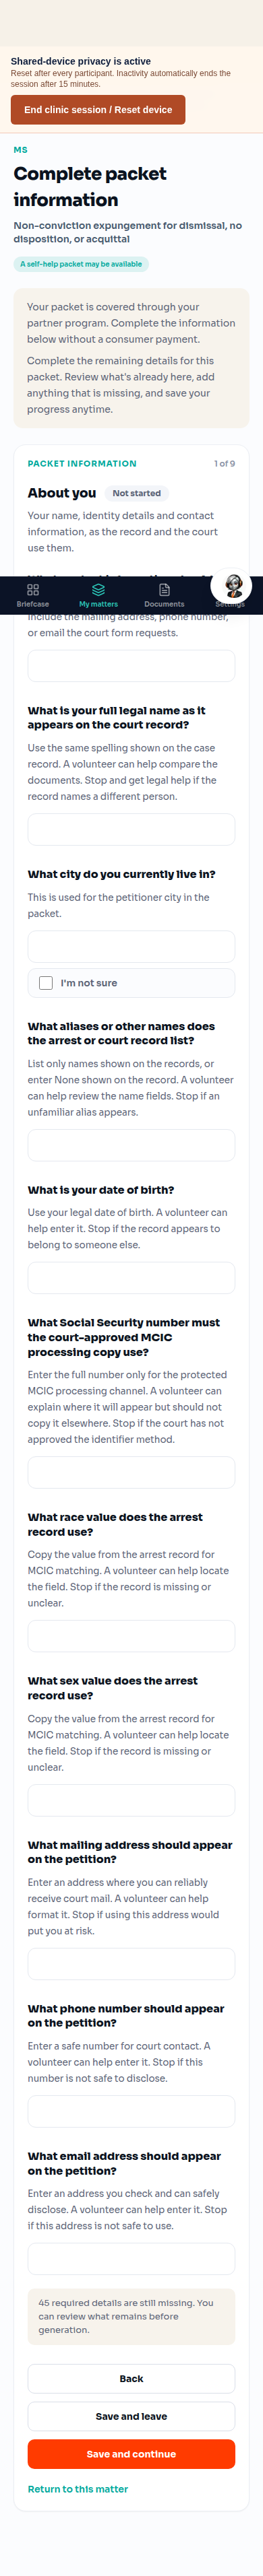 Shared-device privacy is active
Reset after every participant. Inactivity automatically ends the
session after 15 minutes.
End clinic session / Reset device
MS
Complete packet
information
Non-conviction expungement for dismissal, no
disposition, or acquittal
A self-help packet may be available
Your packet is covered through your
partner program. Complete the information
below without a consumer payment.
Complete the remaining details for this
packet. Review what's already here, add
anything that is missing, and save your
progress anytime.
PACKET INFORMATION 1 of 9
About you Not started
Your name, identity details and contact
information, as the record and the court
use them.
Briefcase My matters Documents Settings
Include the mailing address, phone number,
or email the court form requests.
What is your full legal name as it
appears on the court record?
Use the same spelling shown on the case
record. A volunteer can help compare the
documents. Stop and get legal help if the
record names a different person.
What city do you currently live in?
This is used for the petitioner city in the
packet.
I'm not sure
What aliases or other names does
the arrest or court record list?
List only names shown on the records, or
enter None shown on the record. A volunteer
can help review the name fields. Stop if an
unfamiliar alias appears.
What is your date of birth?
Use your legal date of birth. A volunteer can
help enter it. Stop if the record appears to
belong to someone else.
What Social Security number must
the court-approved MCIC
processing copy use?
Enter the full number only for the protected
MCIC processing channel. A volunteer can
explain where it will appear but should not
copy it elsewhere. Stop if the court has not
approved the identifier method.
What race value does the arrest
record use?
Copy the value from the arrest record for
MCIC matching. A volunteer can help locate
the field. Stop if the record is missing or
unclear.
What sex value does the arrest
record use?
Copy the value from the arrest record for
MCIC matching. A volunteer can help locate
the field. Stop if the record is missing or
unclear.
What mailing address should appear
on the petition?
Enter an address where you can reliably
receive court mail. A volunteer can help
format it. Stop if using this address would
put you at risk.
What phone number should appear
on the petition?
Enter a safe number for court contact. A
volunteer can help enter it. Stop if this
number is not safe to disclose.
What email address should appear
on the petition?
Enter an address you check and can safely
disclose. A volunteer can help enter it. Stop
if this address is not safe to use.
45 required details are still missing. You
can review what remains before
generation.
Back
Save and leave
Save and continue
Return to this matter